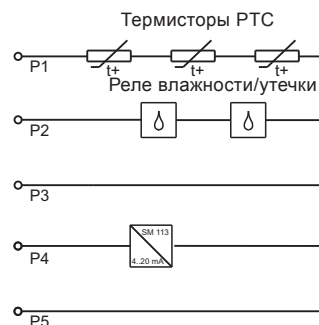 Термисторы PTC
P1
t+ t+ t+
Реле влажности/утечки
P2
P3
SM 113
P4
4..20 mA
P5